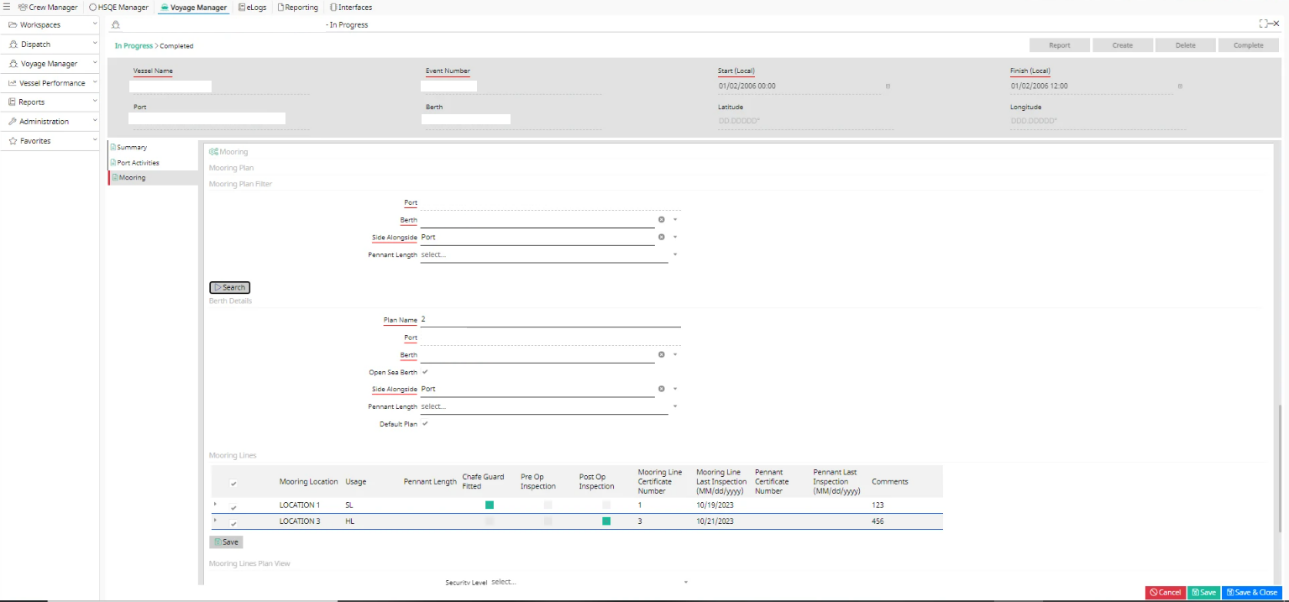 Crew Manager HSQE Manager Voyage Manager eLogs Reporting Interfaces
Workspaces
- In Progress
Dispatch
In Progress > Completed
Report Create Delete Complete
Voyage Manager
Vessel Performance
Reports
Administration
Favorites
Vessel Name Event Number Start (Local) Finish (Local)
01/02/2006 00:00 01/02/2006 12:00
Port Berth Latitude Longitude
DD.DDDDD° DDD.DDDDD°
Summary
Port Activities
Mooring
Mooring
Mooring Plan
Mooring Plan Filter
Port
Berth
Side Alongside Port
Pennant Length select...
Search
Berth Details
Plan Name 2
Port
Berth
Open Sea Berth
Side Alongside Port
Pennant Length select...
Default Plan
Mooring Lines
Mooring Location Usage Pennant Length Chafe Guard Fitted Pre Op Inspection Post Op Inspection Mooring Line Certificate Number Mooring Line Last Inspection (MM/dd/yyyy) Pennant Certificate Number Pennant Last Inspection (MM/dd/yyyy) Comments
LOCATION 1 SL 1 10/19/2023 123
LOCATION 3 HL 3 10/21/2023 456
Save
Mooring Lines Plan View
Security Level select...
Cancel Save Save & Close